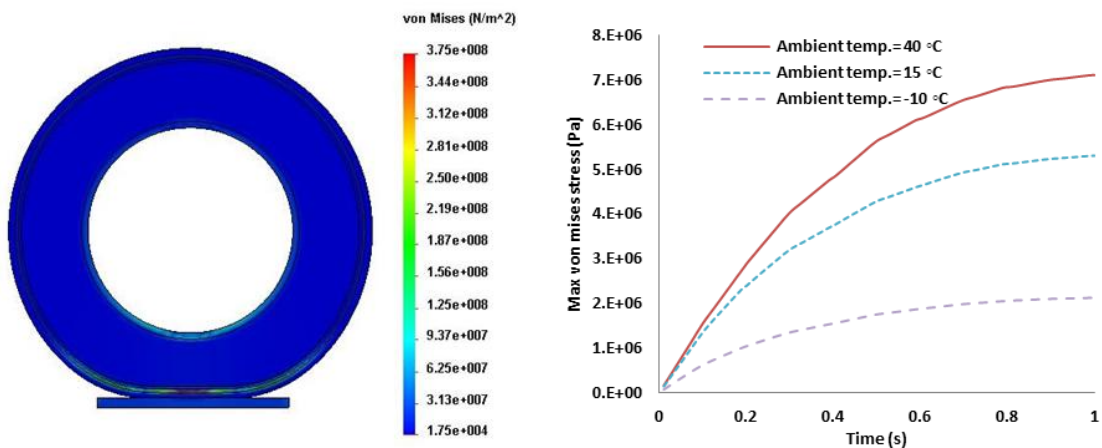 von Mises (N/m^2)
3.75e+008
3.44e+008
3.12e+008
2.81e+008
2.50e+008
2.19e+008
1.87e+008
1.56e+008
1.25e+008
9.37e+007
6.25e+007
3.13e+007
1.75e+004
8.E+06
7.E+06
6.E+06
5.E+06
4.E+06
3.E+06
2.E+06
1.E+06
0.E+00
Max von mises stress (Pa)
Ambient temp.= 40 ◦C
Ambient temp.= 15 ◦C
Ambient temp.= -10 ◦C
0 0.2 0.4 0.6 0.8 1
Time (s)